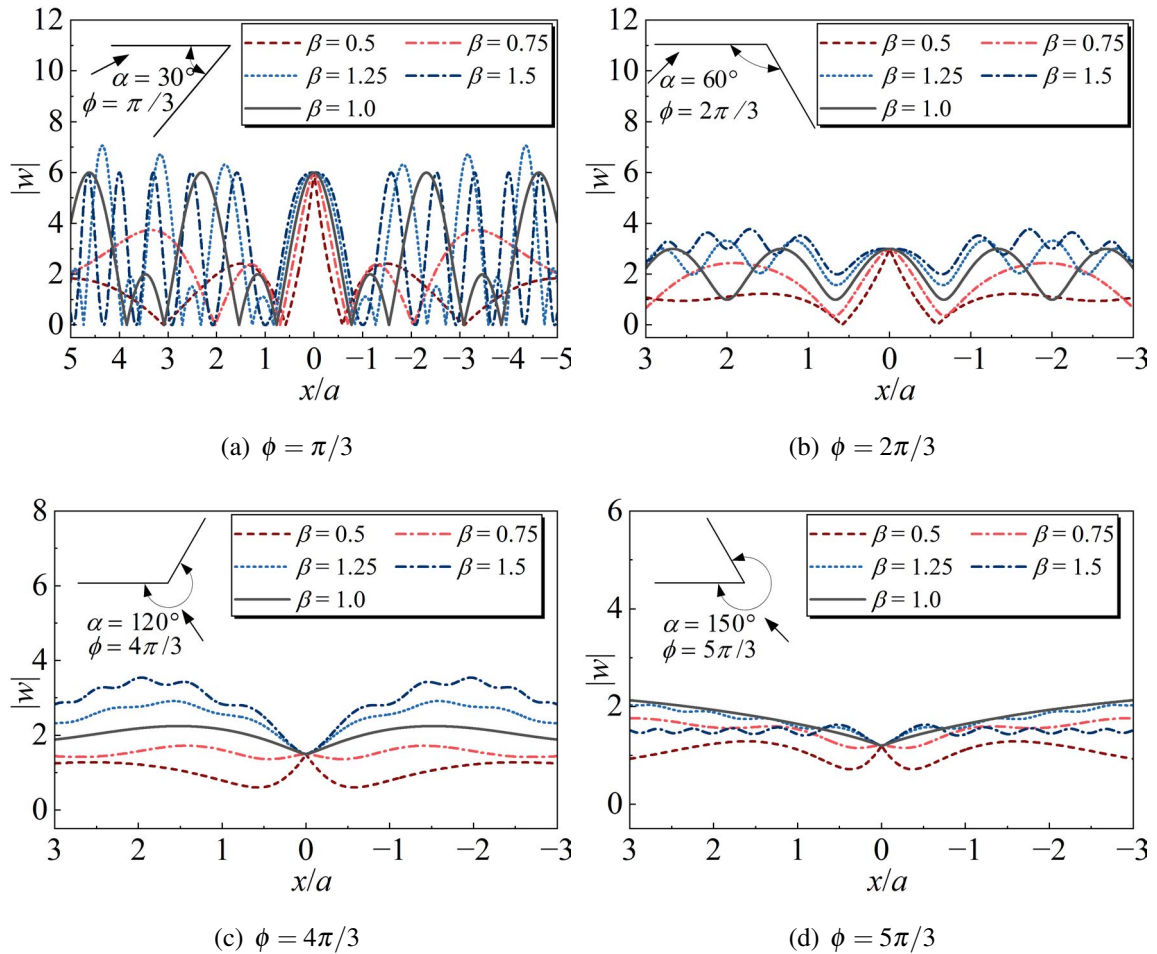 12
10
8
6
4
2
0
|w|
α = 30°
ϕ = π /3
β = 0.5 β = 0.75
β = 1.25 β = 1.5
β = 1.0
5 4 3 2 1 0 −1 −2 −3 −4 −5
x/a
(a) ϕ = π/3
12
10
8
6
4
2
0
|w|
α = 60°
ϕ = 2π /3
β = 0.5 β = 0.75
β = 1.25 β = 1.5
β = 1.0
3 2 1 0 −1 −2 −3
x/a
(b) ϕ = 2π/3
8
6
4
2
0
|w|
α = 120°
ϕ = 4π/3
β = 0.5 β = 0.75
β = 1.25 β = 1.5
β = 1.0
3 2 1 0 −1 −2 −3
x/a
(c) ϕ = 4π/3
6
4
2
0
|w|
α = 150°
ϕ = 5π/3
β = 0.5 β = 0.75
β = 1.25 β = 1.5
β = 1.0
3 2 1 0 −1 −2 −3
x/a
(d) ϕ = 5π/3